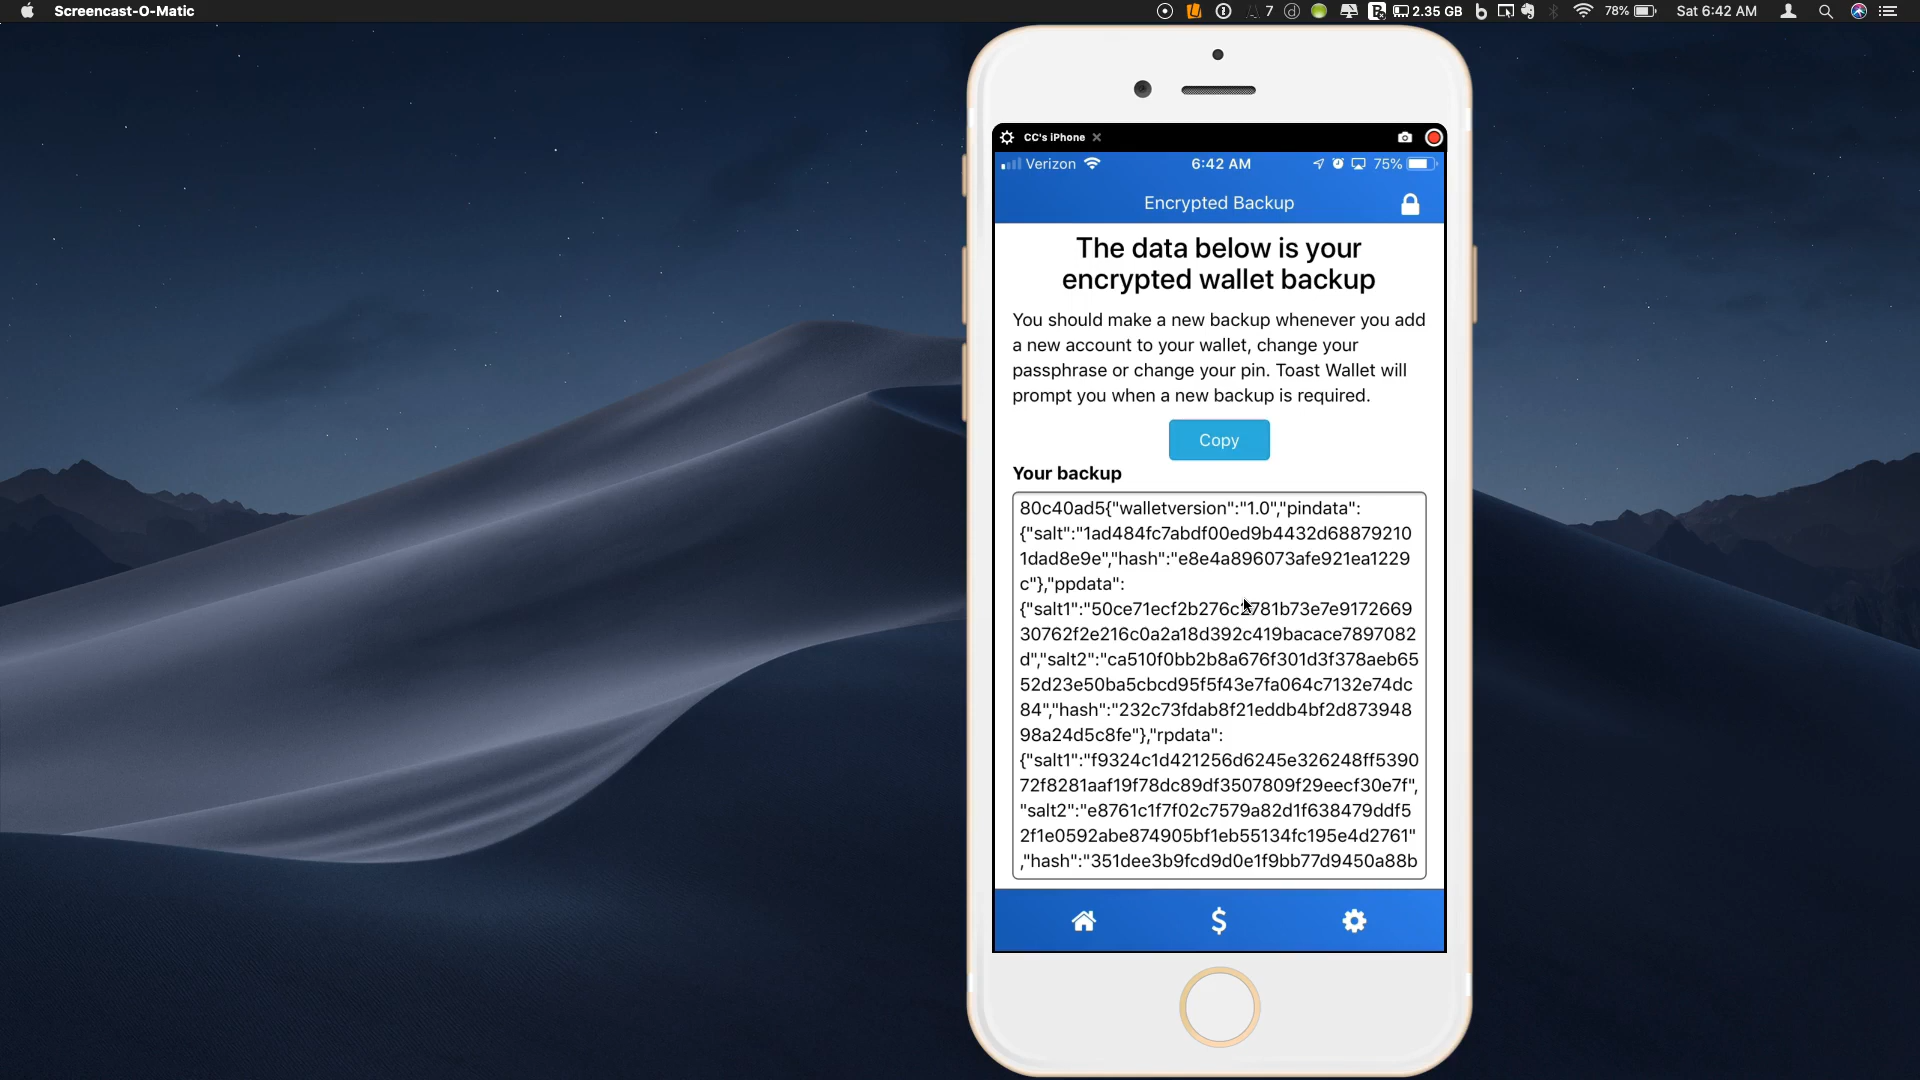 Screencast-O-Matic
7
2.35 GB
78%
Sat 6:42 AM
CC's iPhone
Verizon
6:42 AM
75%
Encrypted Backup
The data below is your
encrypted wallet backup
You should make a new backup whenever you add
a new account to your wallet, change your
passphrase or change your pin. Toast Wallet will
prompt you when a new backup is required.
Copy
Your backup
80c40ad5{"walletversion":"1.0","pindata":
{"salt":"1ad484fc7abdf00ed9b4432d68879210
1dad8e9e","hash":"e8e4a896073afe921ea1229
c"},"ppdata":
{"salt1":"50ce71ecf2b276c2781b73e7e9172669
30762f2e216c0a2a18d392c419bacace7897082
d","salt2":"ca510f0bb2b8a676f301d3f378aeb65
52d23e50ba5cbcd95f5f43e7fa064c7132e74dc
84","hash":"232c73fdab8f21eddb4bf2d873948
98a24d5c8fe"},"rpdata":
{"salt1":"f9324c1d421256d6245e326248ff5390
72f8281aaf19f78dc89df3507809f29eecf30e7f",
"salt2":"e8761c1f7f02c7579a82d1f638479ddf5
2f1e0592abe874905bf1eb55134fc195e4d2761"
,"hash":"351dee3b9fcd9d0e1f9bb77d9450a88b